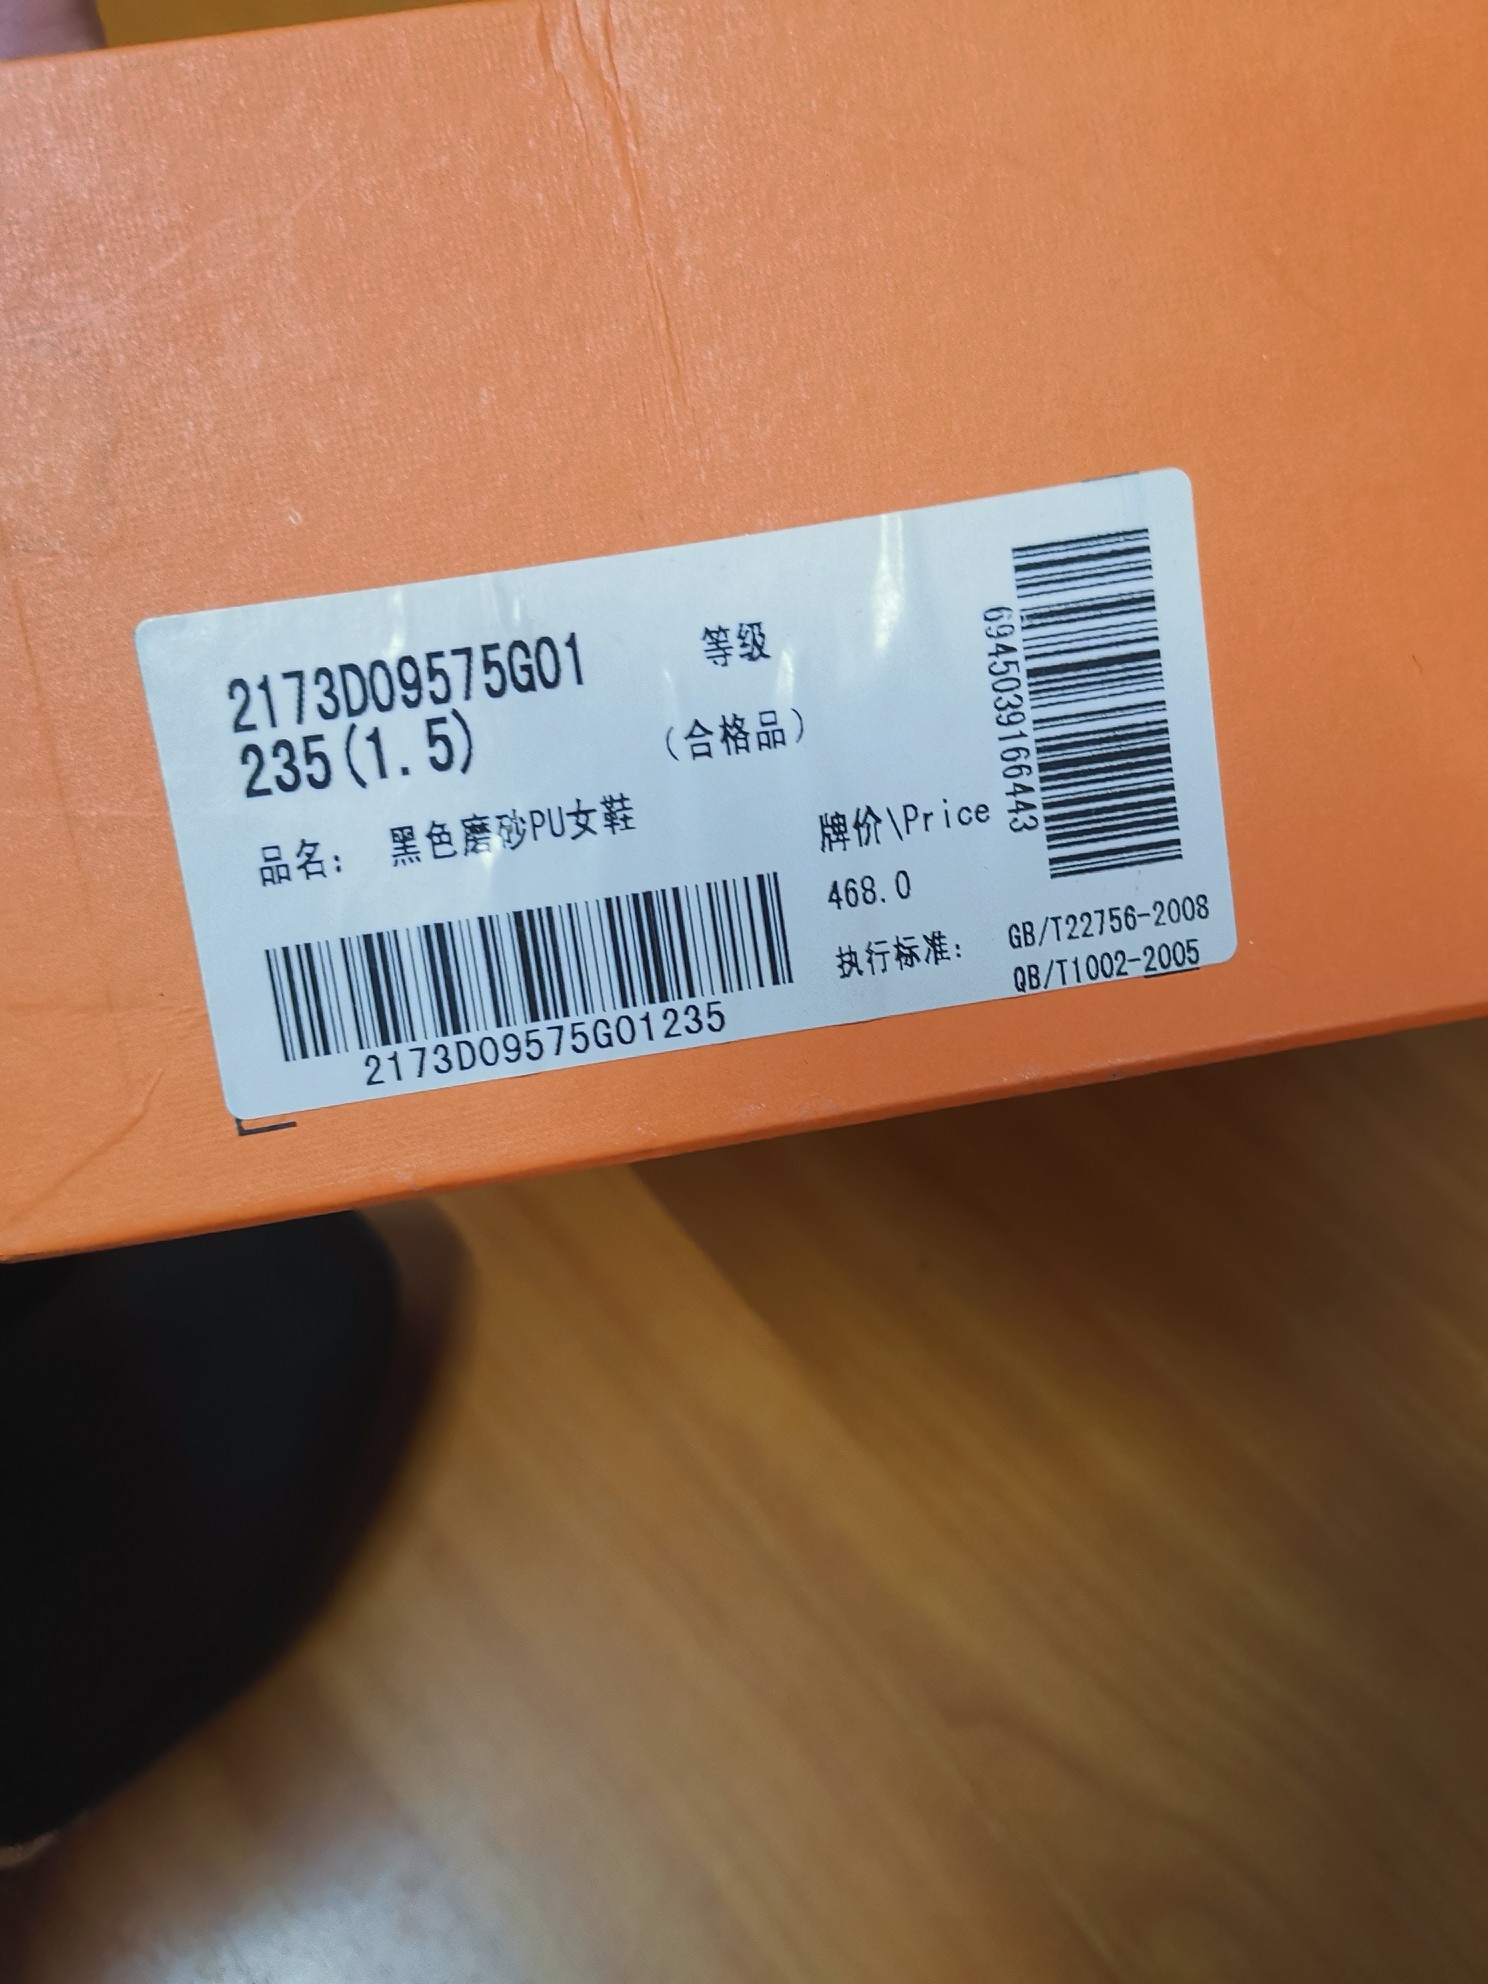 2173D09575G01
235(1.5)
等级
(合格品)
品名: 黑色磨砂PU女鞋
2173D09575G01235
牌价\Price
468.0
执行标准: GB/T22756-2008
QB/T1002-2005
6945039166443